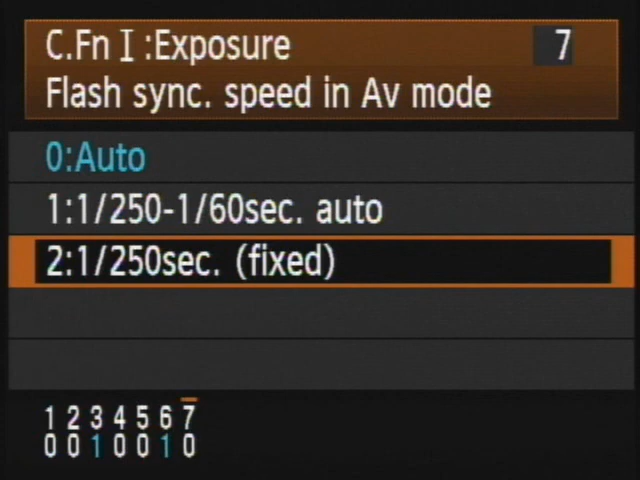 C.Fn I :Exposure 7
Flash sync. speed in Av mode
0:Auto
1:1/250-1/60sec. auto
2:1/250sec. (fixed)
1 2 3 4 5 6 7
0 0 1 0 0 1 0